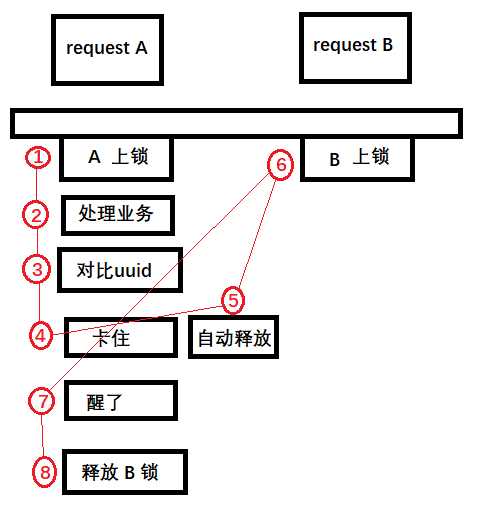 request A
request B
① A 上锁
⑥ B 上锁
② 处理业务
③ 对比uuid
⑤
④ 卡住
自动释放
⑦ 醒了
⑧ 释放 B 锁